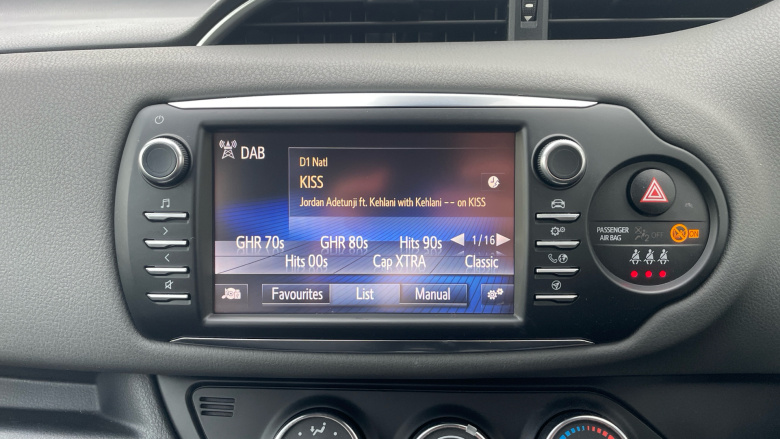 DAB
D1 Natl
KISS
Jordan Adetunji ft. Kehlani with Kehlani -- on KISS
GHR 70s GHR 80s Hits 90s 1/16
Hits 00s Cap XTRA Classic
Favourites List Manual
PASSENGER
AIR BAG
OFF
ON